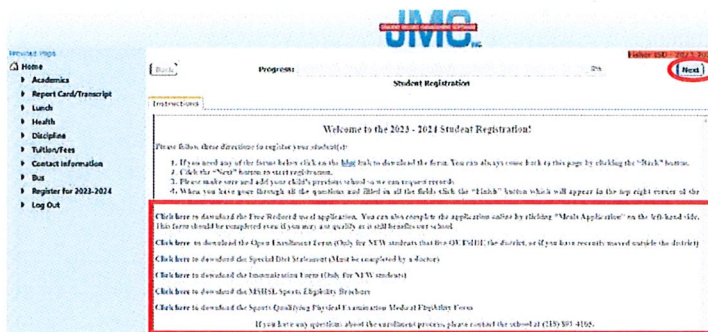 JMC
Home
Academics
Report Card/Transcript
Lunch
Health
Discipline
Tuition/Fees
Contact Information
Bus
Register for 2023-2024
Log Out
Back
Progress:
0%
Next
Student Registration
Instructions
Welcome to the 2023 - 2024 Student Registration!
Please follow these directions to register your student(s):
1. If you need any of the forms below click on the blue link to download the form. You can always come back to this page by clicking the "Back" button.
2. Click the "Next" button to start registration.
3. Please make sure and add your child's previous school so we can request records
4. When you have gone through all the questions and filled in all the fields click the "Finish" button which will appear in the top right corner of the
Click here to download the Free/Reduced meal application. You can also complete the application online by clicking "Meals Application" on the left-hand side.
This form should be completed even if you may not qualify as it still benefits our school
Click here to download the Open Enrollment Form (Only for NEW students that live OUTSIDE the district, or if you have recently moved outside the district)
Click here to download the Special Diet Statement (Must be completed by a doctor)
Click here to download the Immunization Form (Only for NEW students)
Click here to download the MSHSL Sports Eligibility Brochure
Click here to download the Sports Qualifying Physical Examination Medical Eligibility Form
If you have any questions about the enrollment process, please contact the school at (218) 891-4105.